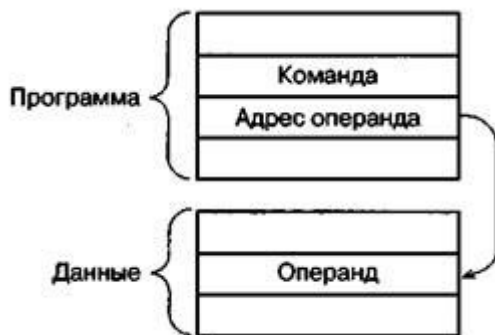 Команда
Программа
Адрес операнда
Данные
Операнд